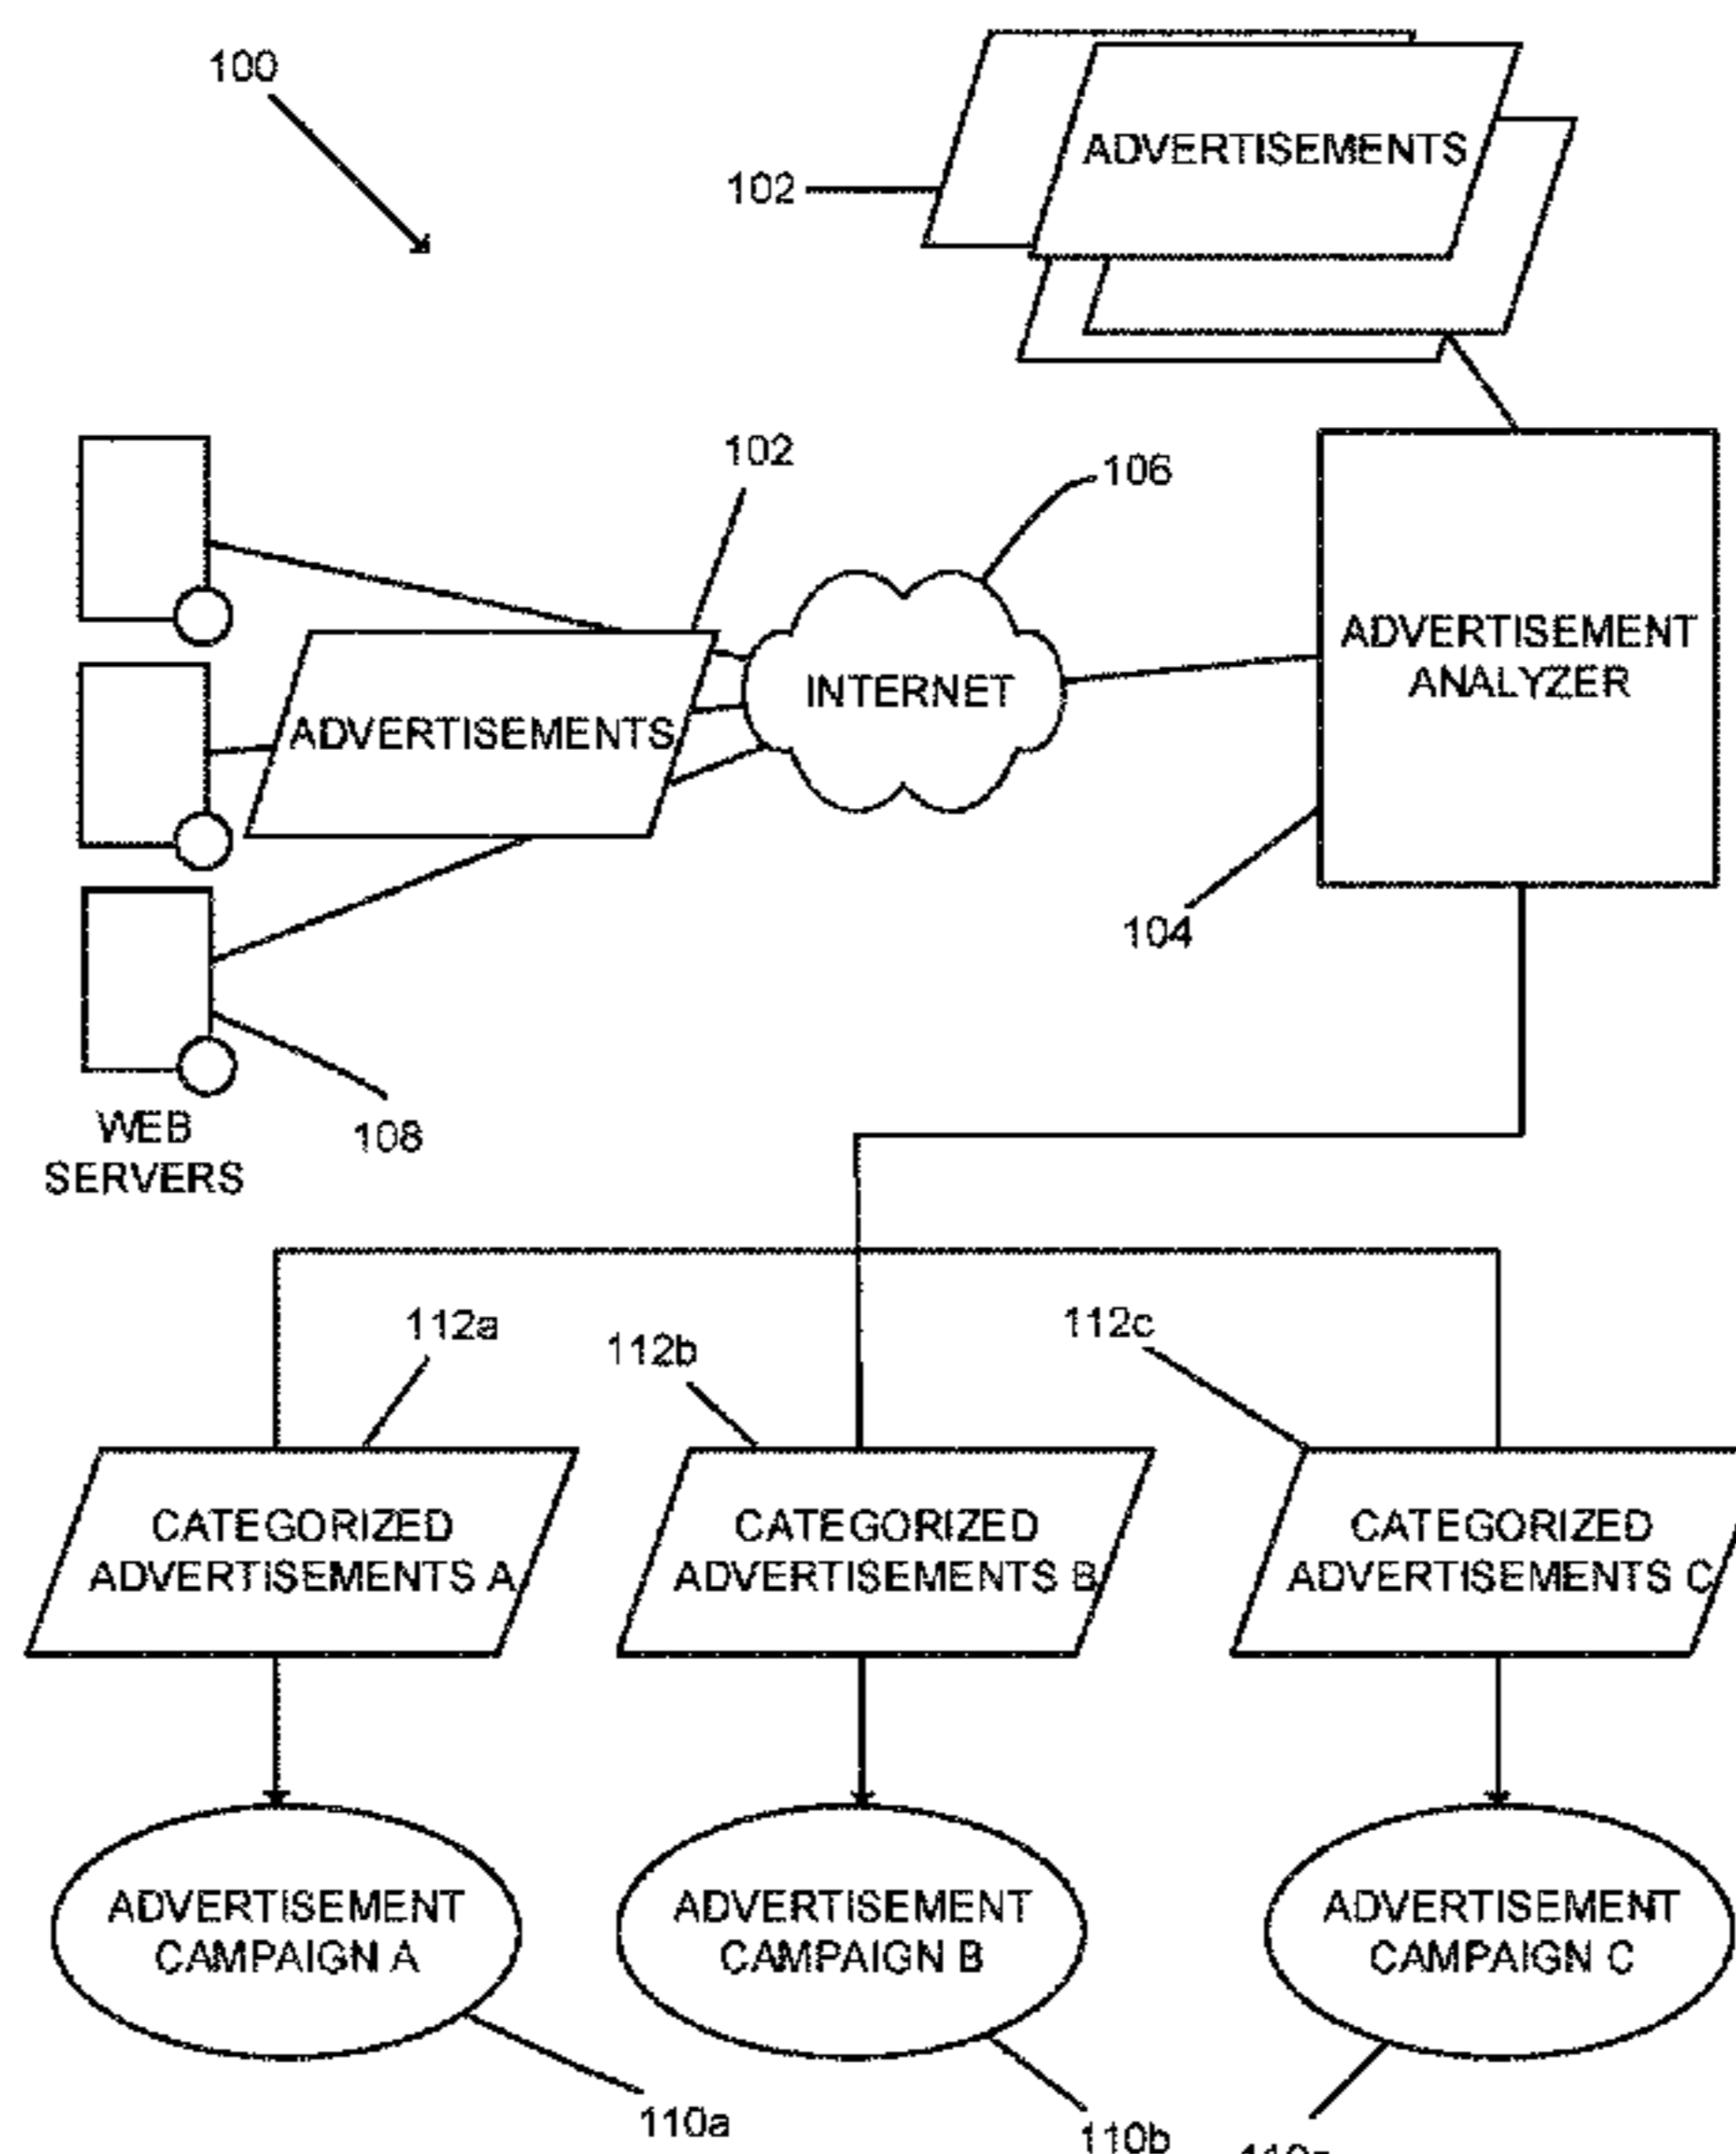 100
ADVERTISEMENTS
102
102
106
ADVERTISEMENT
ANALYZER
INTERNET
ADVERTISEMENTS
104
WEB
SERVERS
108
112a
112b
112c
CATEGORIZED
ADVERTISEMENTS A
CATEGORIZED
ADVERTISEMENTS B
CATEGORIZED
ADVERTISEMENTS C
ADVERTISEMENT
CAMPAIGN A
ADVERTISEMENT
CAMPAIGN B
ADVERTISEMENT
CAMPAIGN C
110a
110b